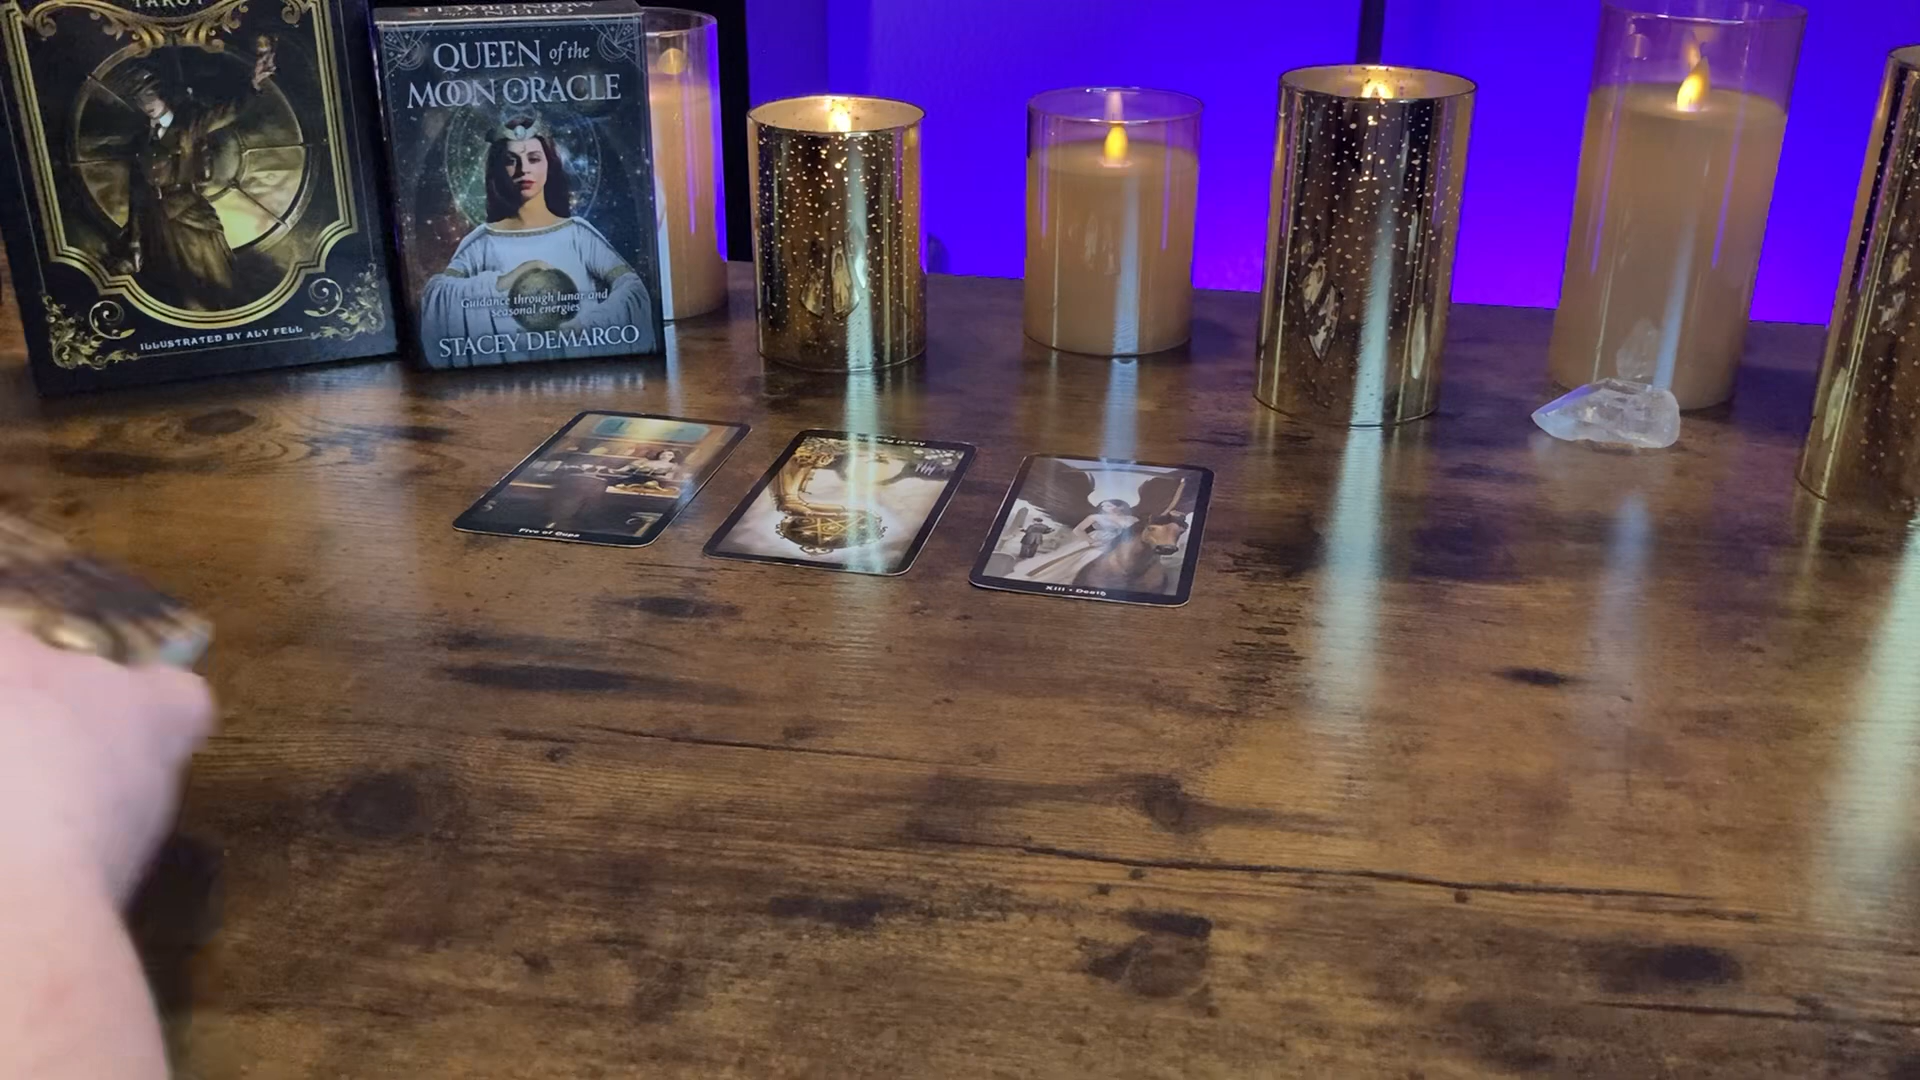 TAROT
ILLUSTRATED BY ALY FELL
QUEEN of the
MOON ORACLE
Guidance through lunar and
seasonal energies
STACEY DEMARCO
Five of Cups
XIII • Death